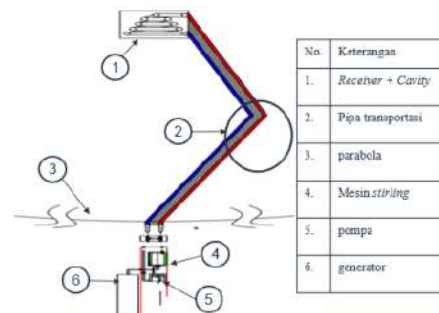 1
2
3
4
5
6
No. Keterangan
1. Receiver + Cavity
2. Pipa transportasi
3. parabola
4. Mesin stirling
5. pompa
6. generator